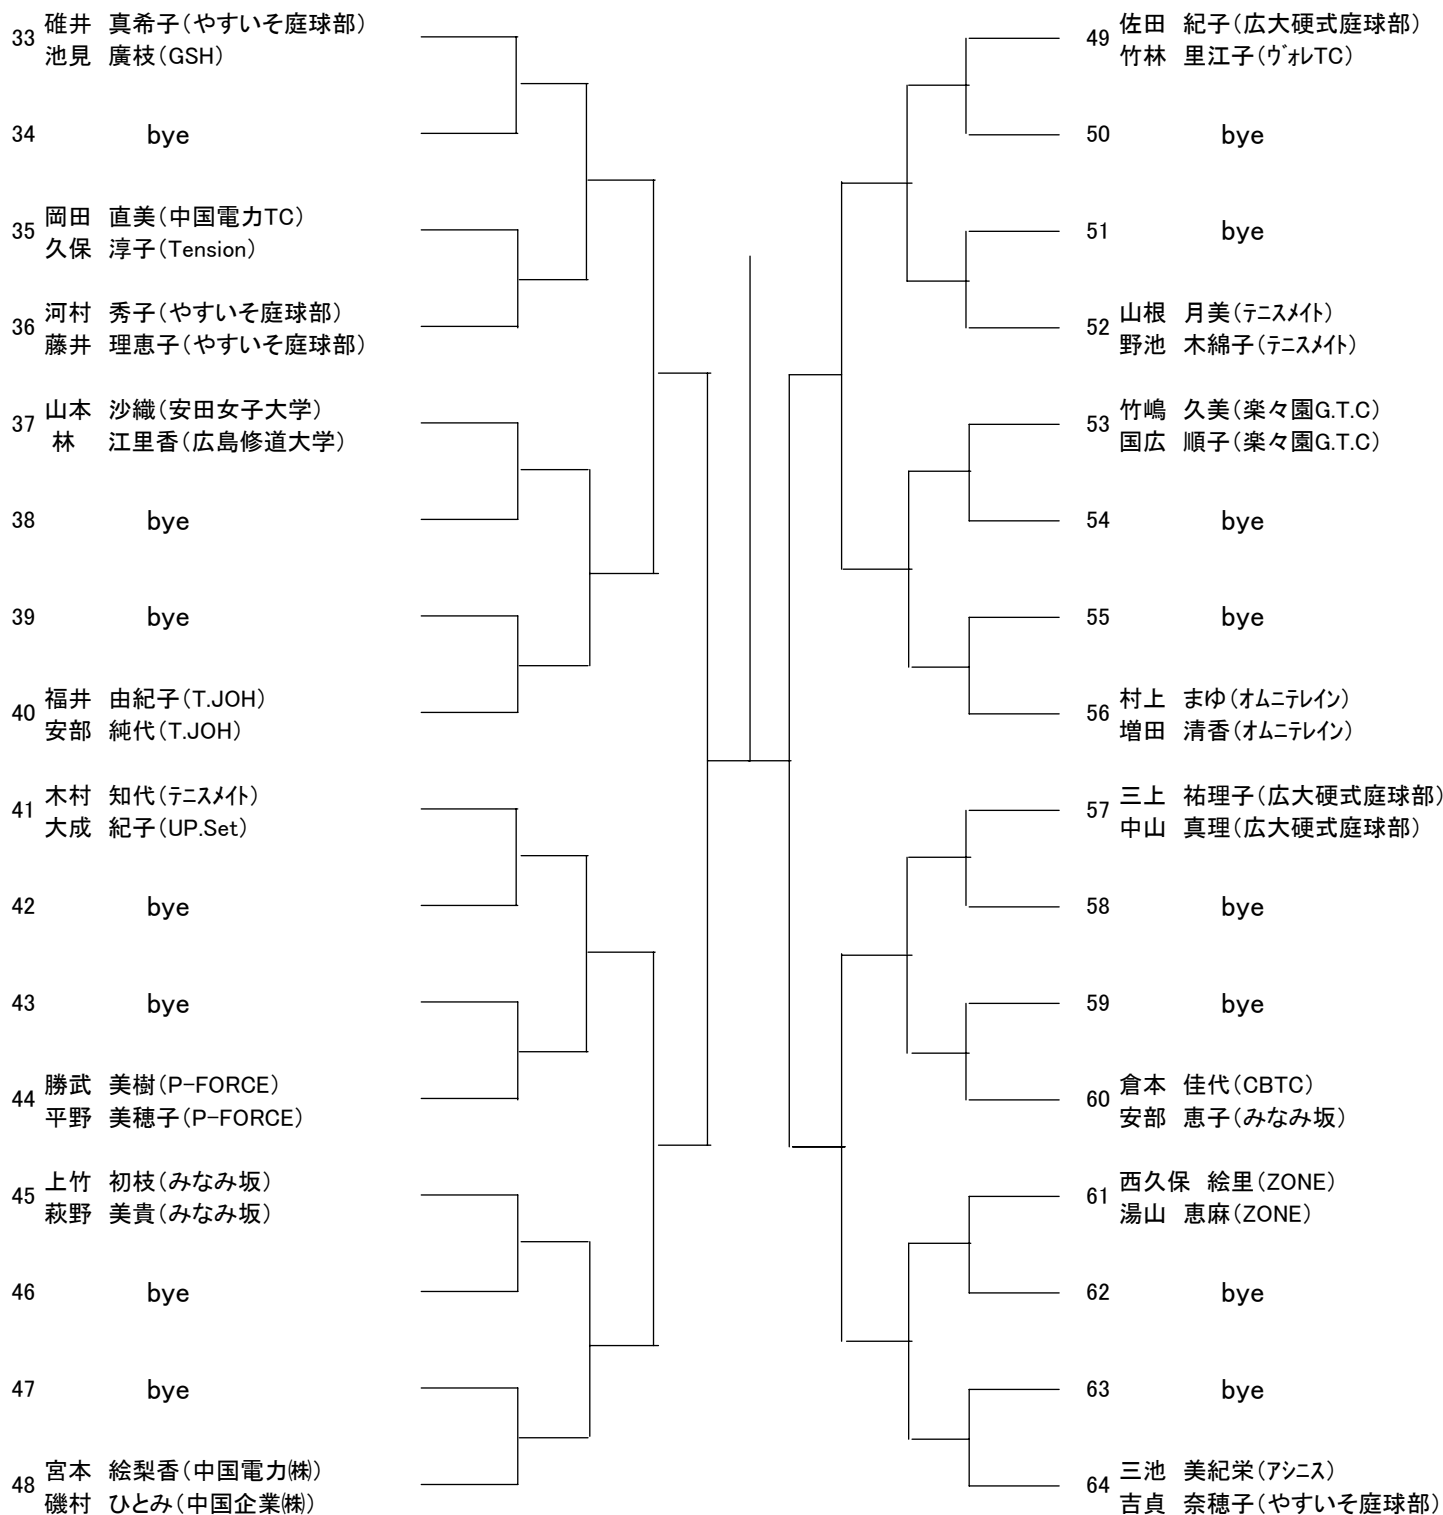 33 碓井　真希子（やすいそ庭球部）
池見　廣枝（GSH）
34 bye
35 岡田　直美（中国電力TC）
久保　淳子（Tension）
36 河村　秀子（やすいそ庭球部）
藤井　理恵子（やすいそ庭球部）
37 山本　沙織（安田女子大学）
林　江里香（広島修道大学）
38 bye
39 bye
40 福井　由紀子（T.JOH）
安部　純代（T.JOH）
41 木村　知代（ﾃﾆｽﾒｲﾄ）
大成　紀子（UP.Set）
42 bye
43 bye
44 勝武　美樹（P-FORCE）
平野　美穂子（P-FORCE）
45 上竹　初枝（みなみ坂）
萩野　美貴（みなみ坂）
46 bye
47 bye
48 宮本　絵梨香（中国電力㈱）
磯村　ひとみ（中国企業㈱）
49 佐田　紀子（広大硬式庭球部）
竹林　里江子（ｳﾞｫﾚTC）
50 bye
51 bye
52 山根　月美（ﾃﾆｽﾒｲﾄ）
野池　木綿子（ﾃﾆｽﾒｲﾄ）
53 竹嶋　久美（楽々園G.T.C）
国広　順子（楽々園G.T.C）
54 bye
55 bye
56 村上　まゆ（ｵﾑﾆﾃﾚｲﾝ）
増田　清香（ｵﾑﾆﾃﾚｲﾝ）
57 三上　祐理子（広大硬式庭球部）
中山　真理（広大硬式庭球部）
58 bye
59 bye
60 倉本　佳代（CBTC）
安部　恵子（みなみ坂）
61 西久保　絵里（ZONE）
湯山　恵麻（ZONE）
62 bye
63 bye
64 三池　美紀栄（ｱｼﾆｽ）
吉貞　奈穂子（やすいそ庭球部）